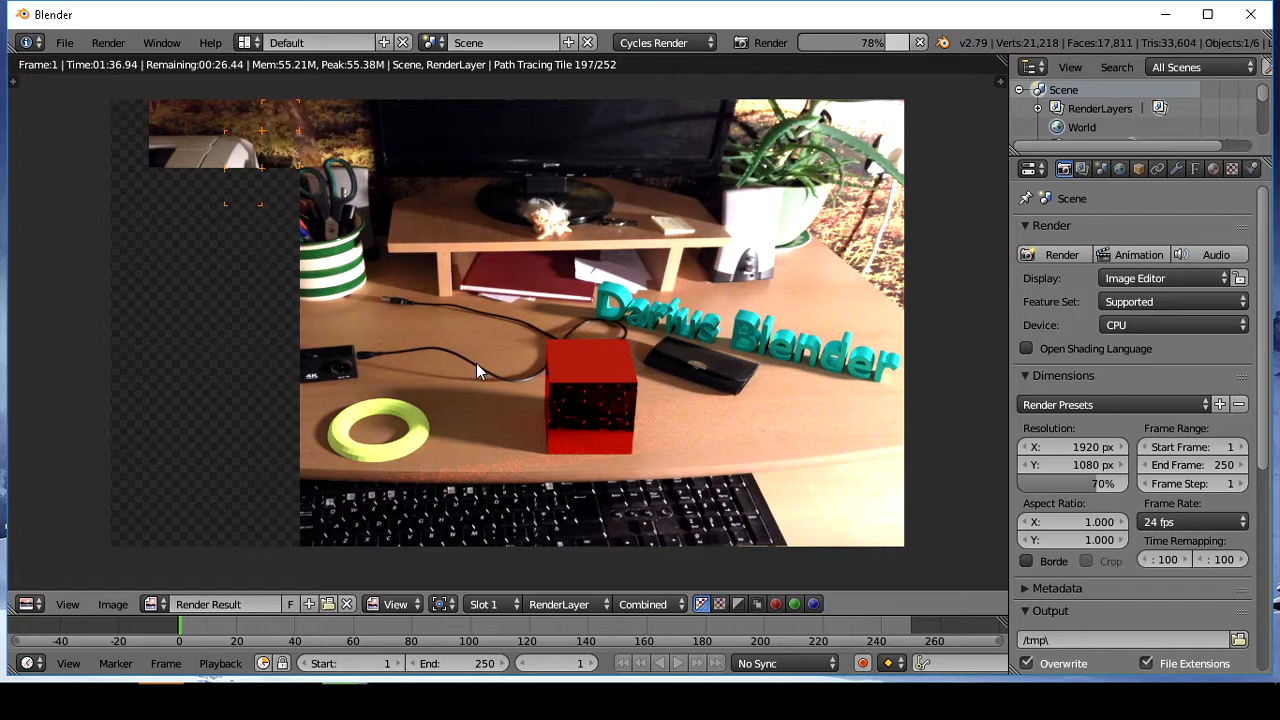 Blender
File Render Window Help Default Scene Cycles Render Render 78% v2.79 | Verts:21,218 | Faces:17,811 | Tris:33,604 | Objects:1/6 |
Frame:1 | Time:01:36.94 | Remaining:00:26.44 | Mem:55.21M, Peak:55.38M | Scene, RenderLayer | Path Tracing Tile 197/252
View Search All Scenes
Scene
RenderLayers
World
Scene
Render
Render Animation Audio
Display: Image Editor
Feature Set: Supported
Device: CPU
Open Shading Language
Dimensions
Render Presets
Resolution: Frame Range:
X: 1920 px Start Frame: 1
Y: 1080 px End Frame: 250
70% Frame Step: 1
Aspect Ratio: Frame Rate:
X: 1.000 24 fps
Y: 1.000 Time Remapping:
Borde Crop : 100 : 100
Metadata
Output
/tmp\
Overwrite File Extensions
Darius Blender
4K
View Image Render Result F View Slot 1 RenderLayer Combined
-40 -20 0 20 40 60 80 100 120 140 160 180 200 220 240 260
View Marker Frame Playback Start: 1 End: 250 1 No Sync